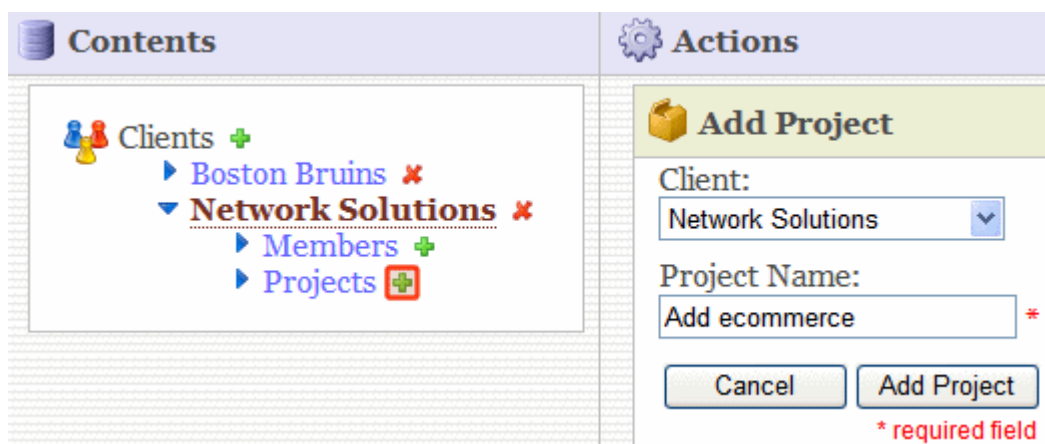 Contents
Clients
Boston Bruins
Network Solutions
Members
Projects
Actions
Add Project
Client:
Network Solutions
Project Name:
Add ecommerce *
Cancel Add Project
* required field